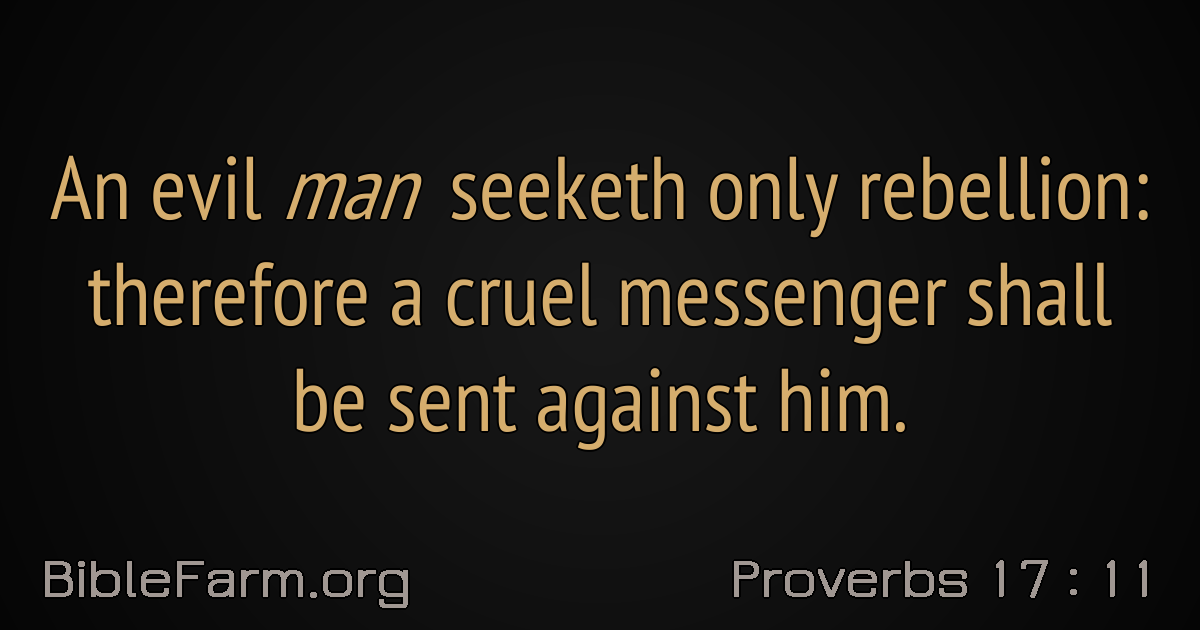 An evil man seeketh only rebellion:
therefore a cruel messenger shall
be sent against him.
BibleFarm.org
Proverbs 17 : 11